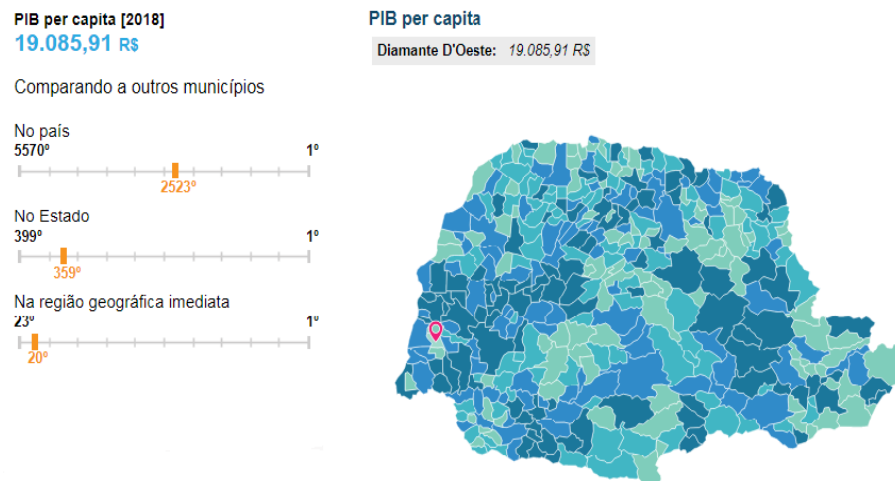 PIB per capita [2018]
19.085,91 R$
Comparando a outros municípios
No país
5570º 1º
2523º
No Estado
399º 1º
359º
Na região geográfica imediata
23º 1º
20º
PIB per capita
Diamante D'Oeste: 19.085,91 R$